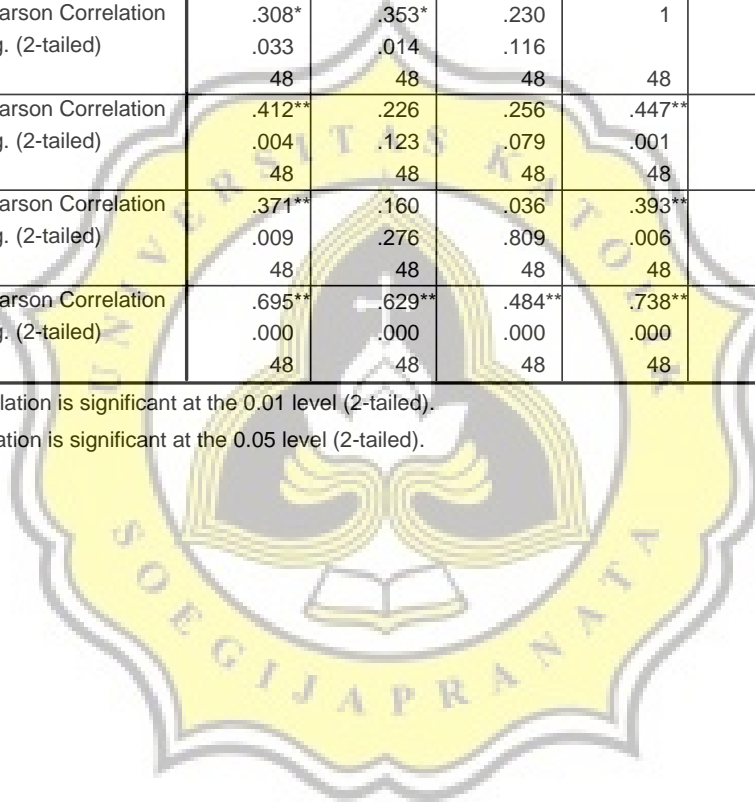 arson Correlation .308* .353* .230 1
g. (2-tailed) .033 .014 .116
48 48 48 48
arson Correlation .412** .226 .256 .447**
g. (2-tailed) .004 .123 .079 .001
48 48 48 48
arson Correlation .371** .160 .036 .393**
g. (2-tailed) .009 .276 .809 .006
48 48 48 48
arson Correlation .695** .629** .484** .738**
g. (2-tailed) .000 .000 .000 .000
48 48 48 48
lation is significant at the 0.01 level (2-tailed).
ation is significant at the 0.05 level (2-tailed).
UNIVERSITAS KATOLIK
SOEGIJAPRANATA